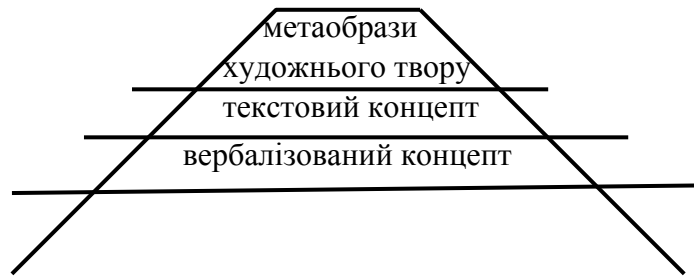 метаобрази
художнього твору
текстовий концепт
вербалізований концепт